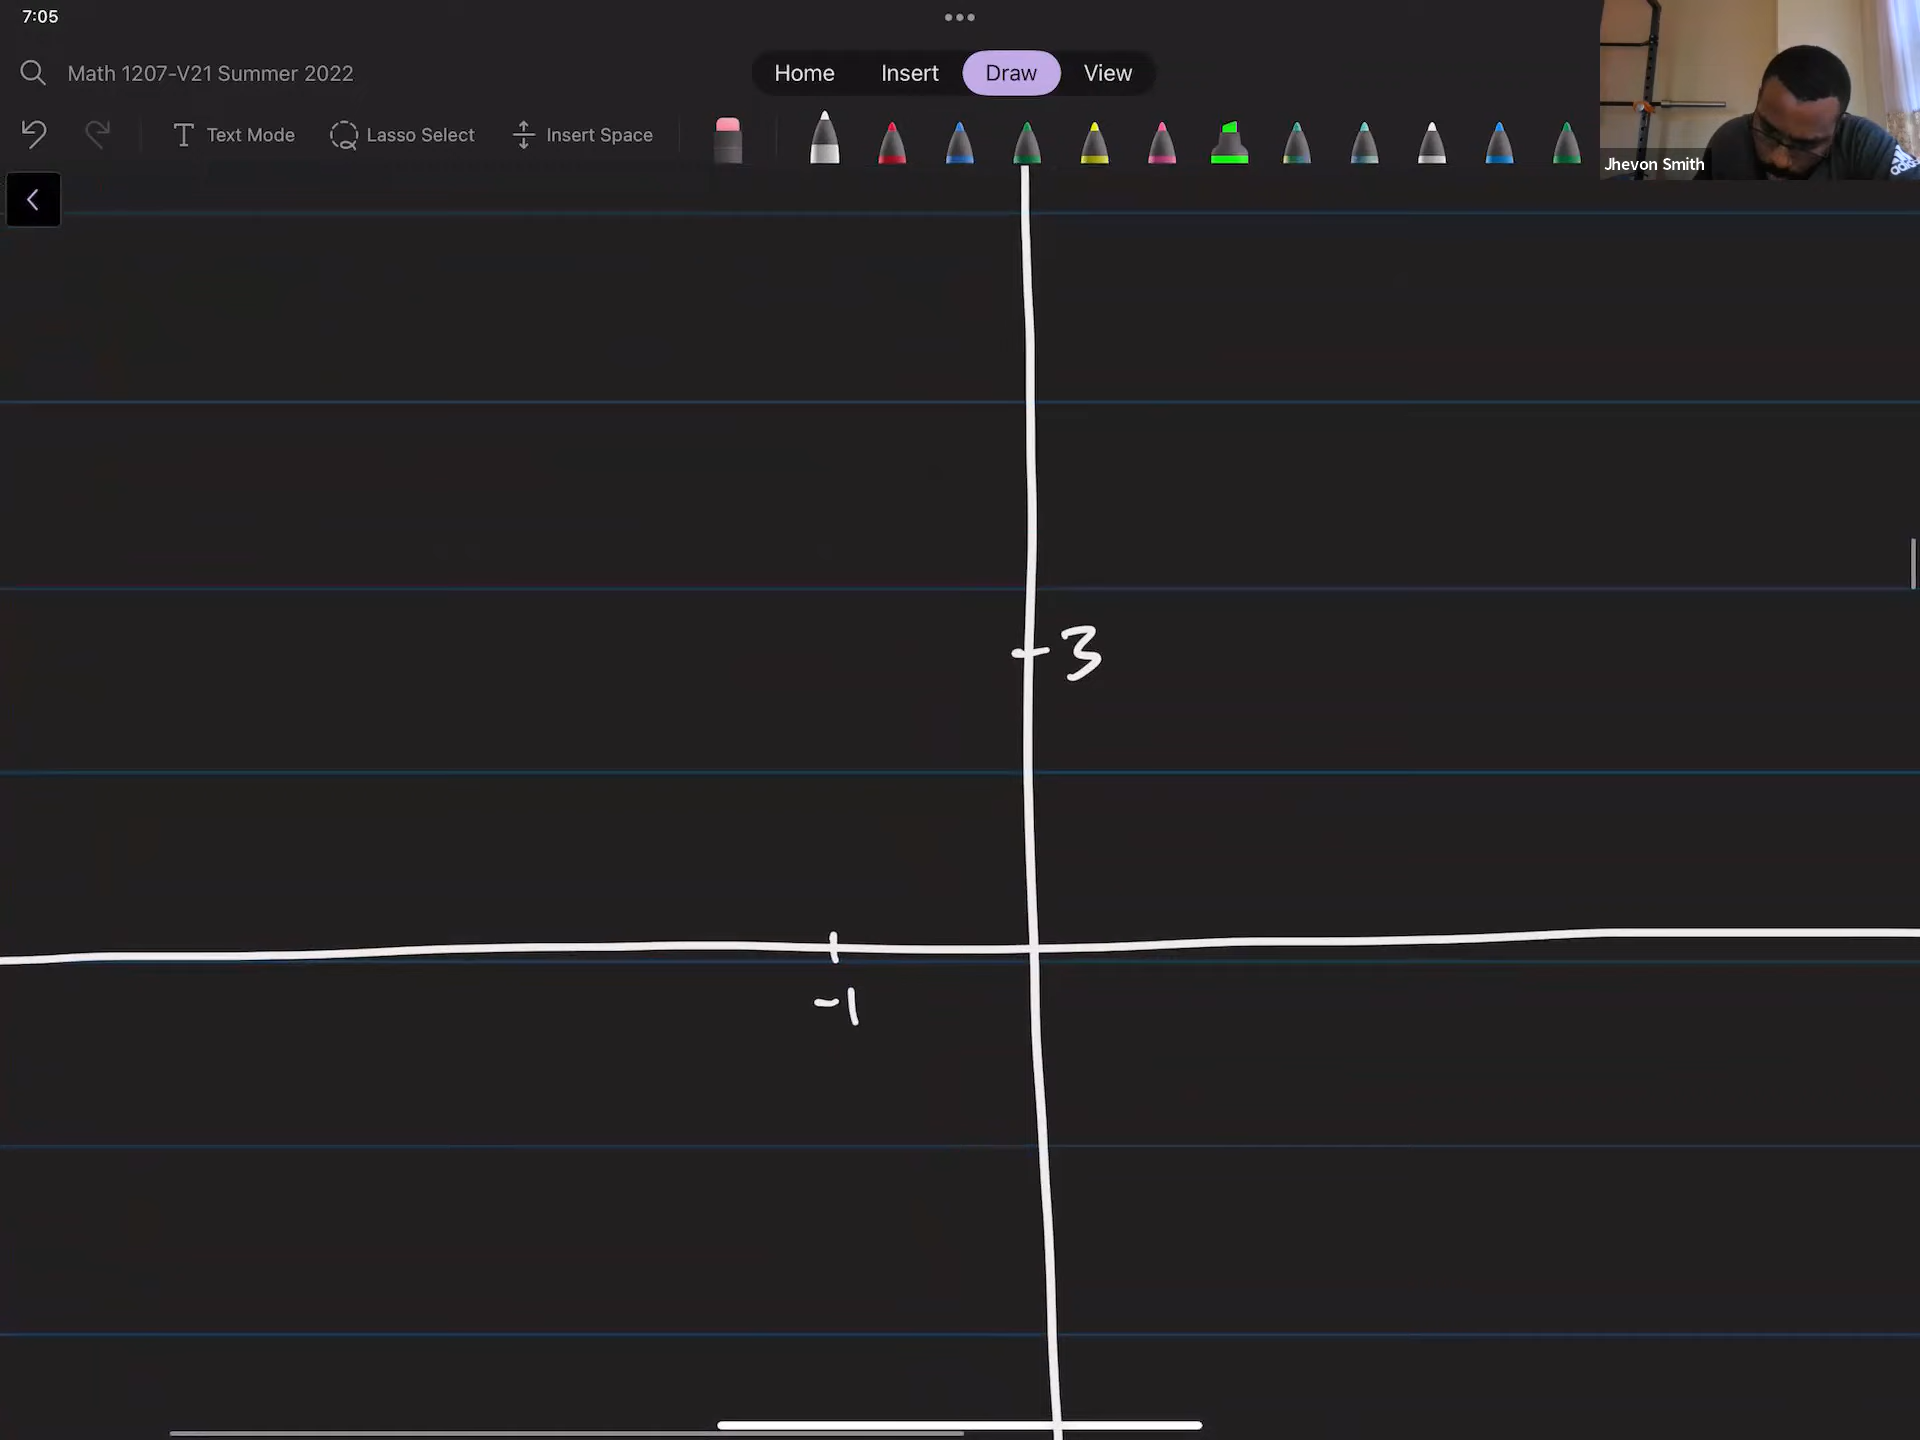 7:05
Math 1207-V21 Summer 2022
Home Insert Draw View
Text Mode Lasso Select Insert Space
Jhevon Smith
3
-1